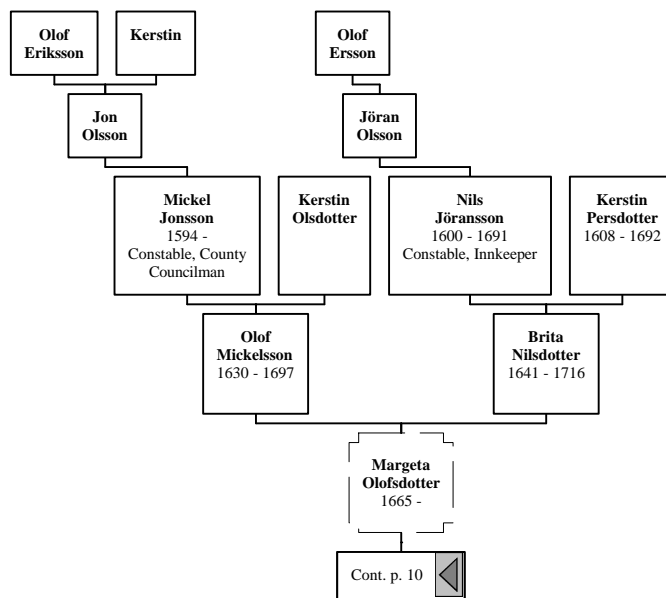 Olof
Eriksson
Kerstin
Olof
Ersson
Jon
Olsson
Jöran
Olsson
Mickel
Jonsson
1594 -
Constable, County
Councilman
Kerstin
Olsdotter
Nils
Jöransson
1600 - 1691
Constable, Innkeeper
Kerstin
Persdotter
1608 - 1692
Olof
Mickelsson
1630 - 1697
Brita
Nilsdotter
1641 - 1716
Margeta
Olofsdotter
1665 -
Cont. p. 10